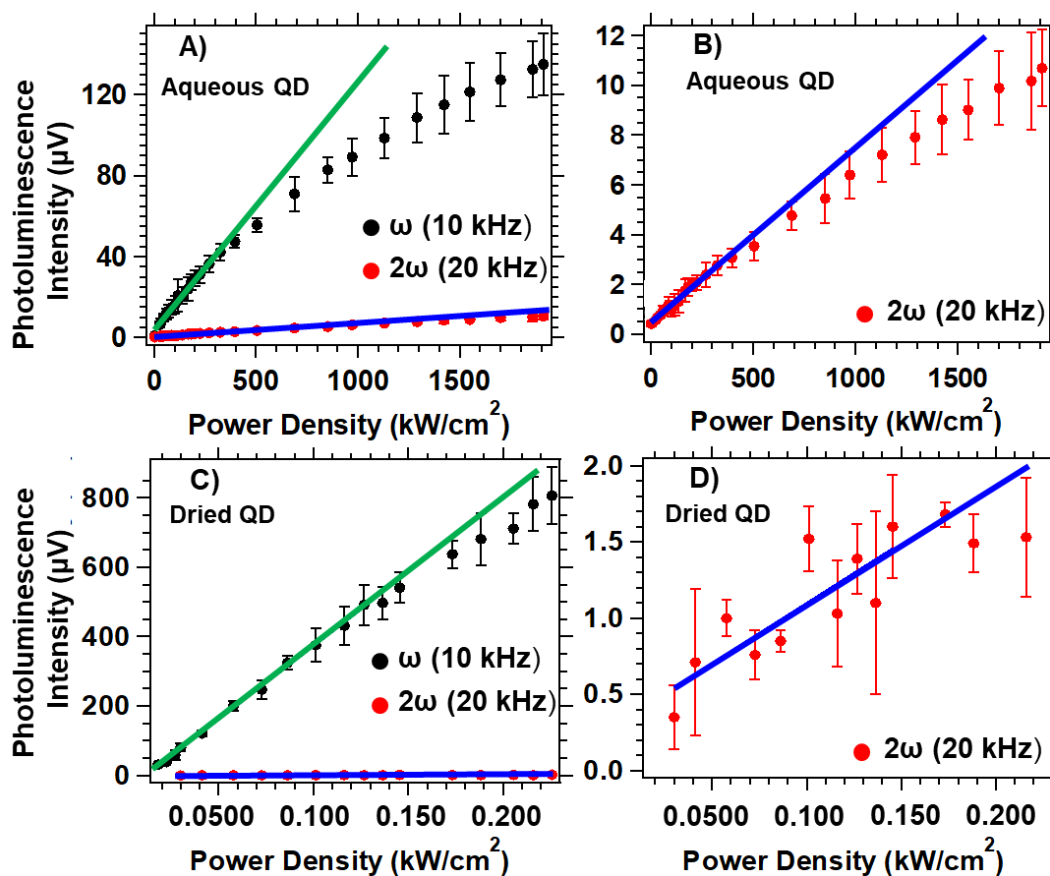 A)
Aqueous QD
Photoluminescence
Intensity (µV)
120
80
40
0
ω (10 kHz)
2ω (20 kHz)
0 500 1000 1500
Power Density (kW/cm²)
B)
Aqueous QD
12
10
8
6
4
2
0
2ω (20 kHz)
0 500 1000 1500
Power Density (kW/cm²)
C)
Dried QD
Photoluminescence
Intensity (µV)
800
600
400
200
0
ω (10 kHz)
2ω (20 kHz)
0.0500 0.100 0.150 0.200
Power Density (kW/cm²)
D)
Dried QD
2.0
1.5
1.0
0.5
0.0
2ω (20 kHz)
0.0500 0.100 0.150 0.200
Power Density (kW/cm²)